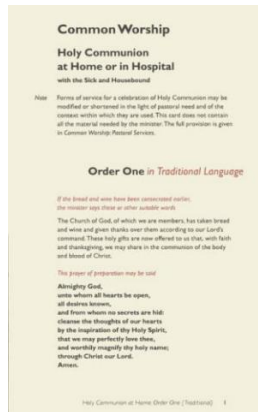 Common Worship
Holy Communion
at Home or in Hospital
with the Sick and Housebound
Note Forms of service for a celebration of Holy Communion may be
modified or shortened in the light of pastoral need and of the
context within which they are used. This card does not contain
all the material needed by the minister. The full provision is given
in Common Worship: Pastoral Services.
Order One in Traditional Language
If the bread and wine have been consecrated earlier,
the minister says these or other suitable words
The Church of God, of which we are members, has taken bread
and wine and given thanks over them according to our Lord's
command. These holy gifts are now offered to us that, with faith
and thanksgiving, we may share in the communion of the body
and blood of Christ.
This prayer of preparation may be said
Almighty God,
unto whom all hearts be open,
all desires known,
and from whom no secrets are hid:
cleanse the thoughts of our hearts
by the inspiration of thy Holy Spirit,
that we may perfectly love thee,
and worthily magnify thy holy name;
through Christ our Lord.
Amen.
Holy Communion at Home: Order One (Traditional) 1